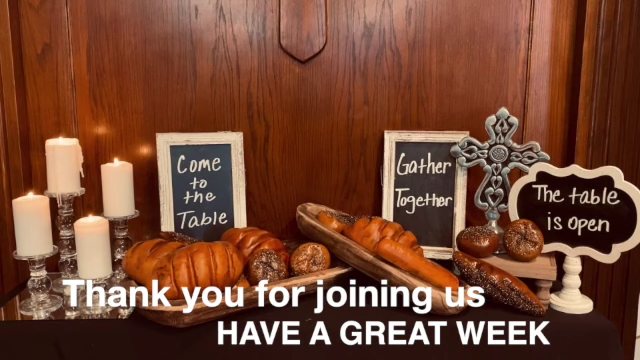 Come
to
the
Table
Gather
Together
The table
is open
Thank you for joining us
HAVE A GREAT WEEK